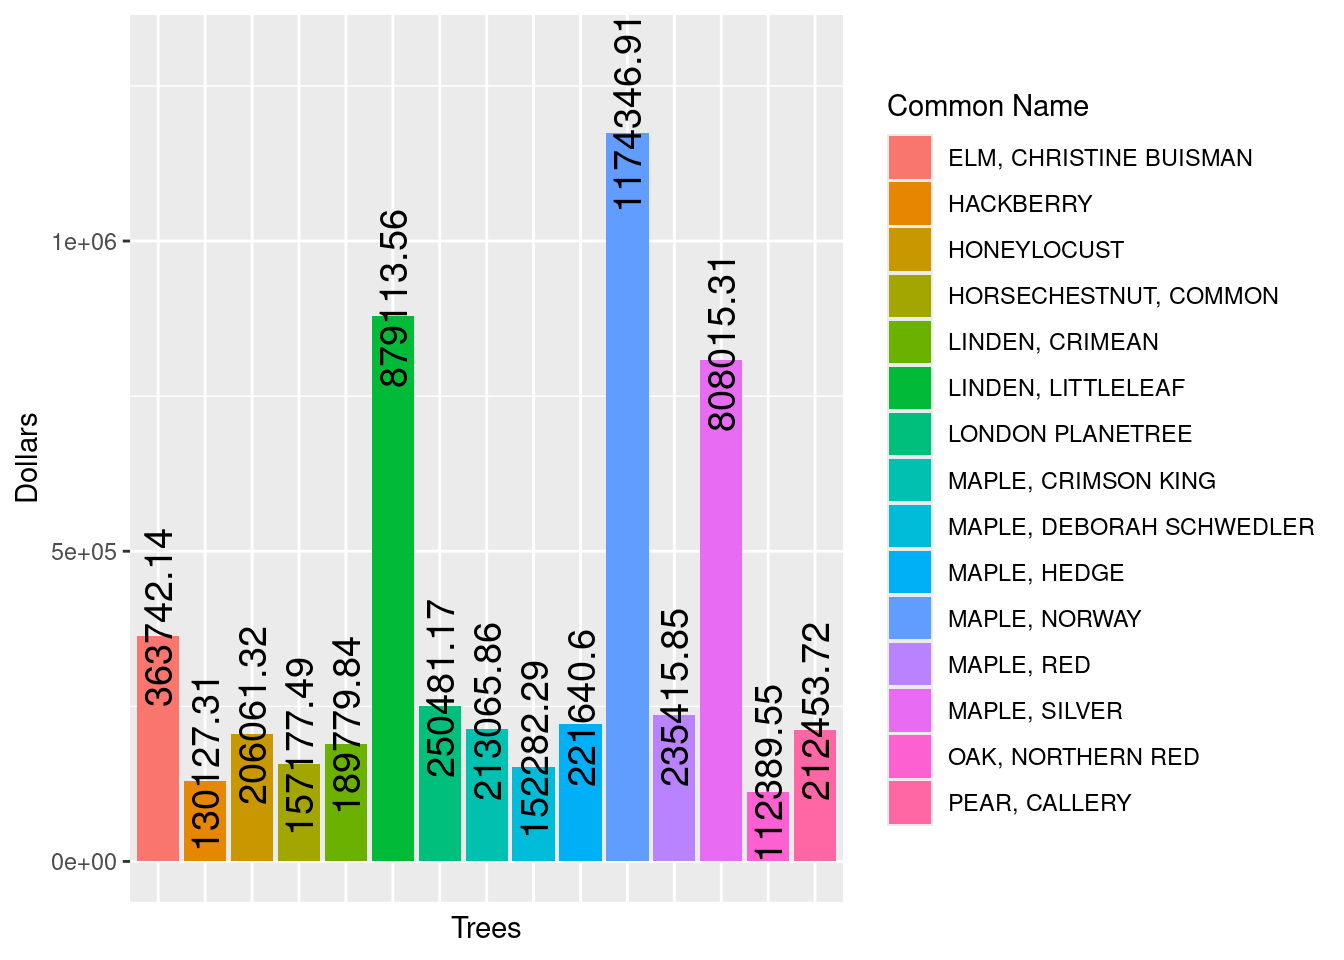 Dollars
1e+06
5e+05
0e+00
363742.14
130127.31
206061.32
157177.49
189779.84
879113.56
250481.17
213065.86
152282.29
221640.6
1174346.91
235415.85
808015.31
112389.55
212453.72
Trees
Common Name
ELM, CHRISTINE BUISMAN
HACKBERRY
HONEYLOCUST
HORSECHESTNUT, COMMON
LINDEN, CRIMEAN
LINDEN, LITTLELEAF
LONDON PLANETREE
MAPLE, CRIMSON KING
MAPLE, DEBORAH SCHWEDLER
MAPLE, HEDGE
MAPLE, NORWAY
MAPLE, RED
MAPLE, SILVER
OAK, NORTHERN RED
PEAR, CALLERY